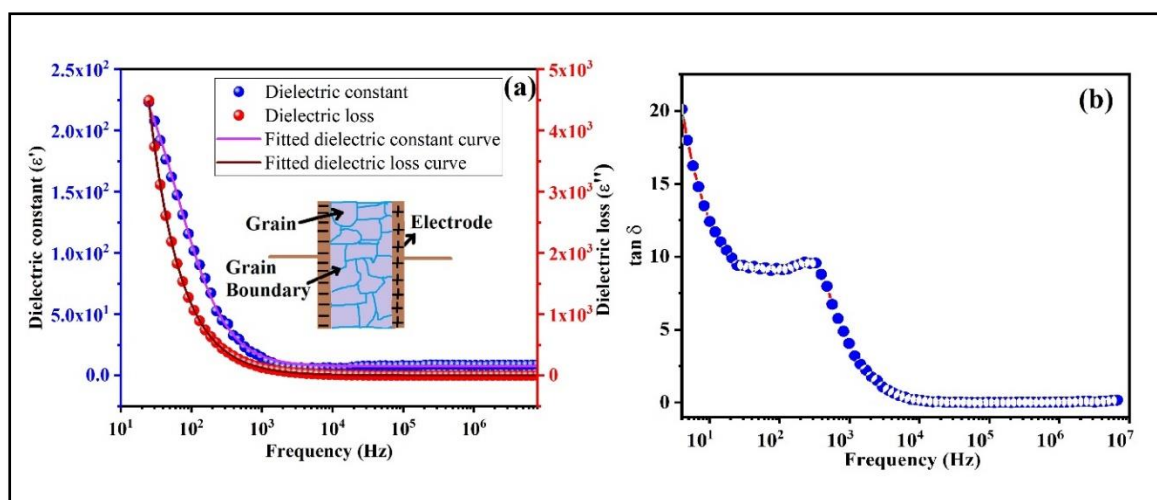 (a)
Dielectric constant
Dielectric loss
Fitted dielectric constant curve
Fitted dielectric loss curve
Grain
Electrode
Grain
Boundary
Dielectric constant (ε')
2.5x10²
2.0x10²
1.5x10²
1.0x10²
5.0x10¹
0.0
Dielectric loss (ε'')
5x10³
4x10³
3x10³
2x10³
1x10³
0
10¹
10²
10³
10⁴
10⁵
10⁶
Frequency (Hz)
(b)
tan δ
20
15
10
5
0
10¹
10²
10³
10⁴
10⁵
10⁶
10⁷
Frequency (Hz)